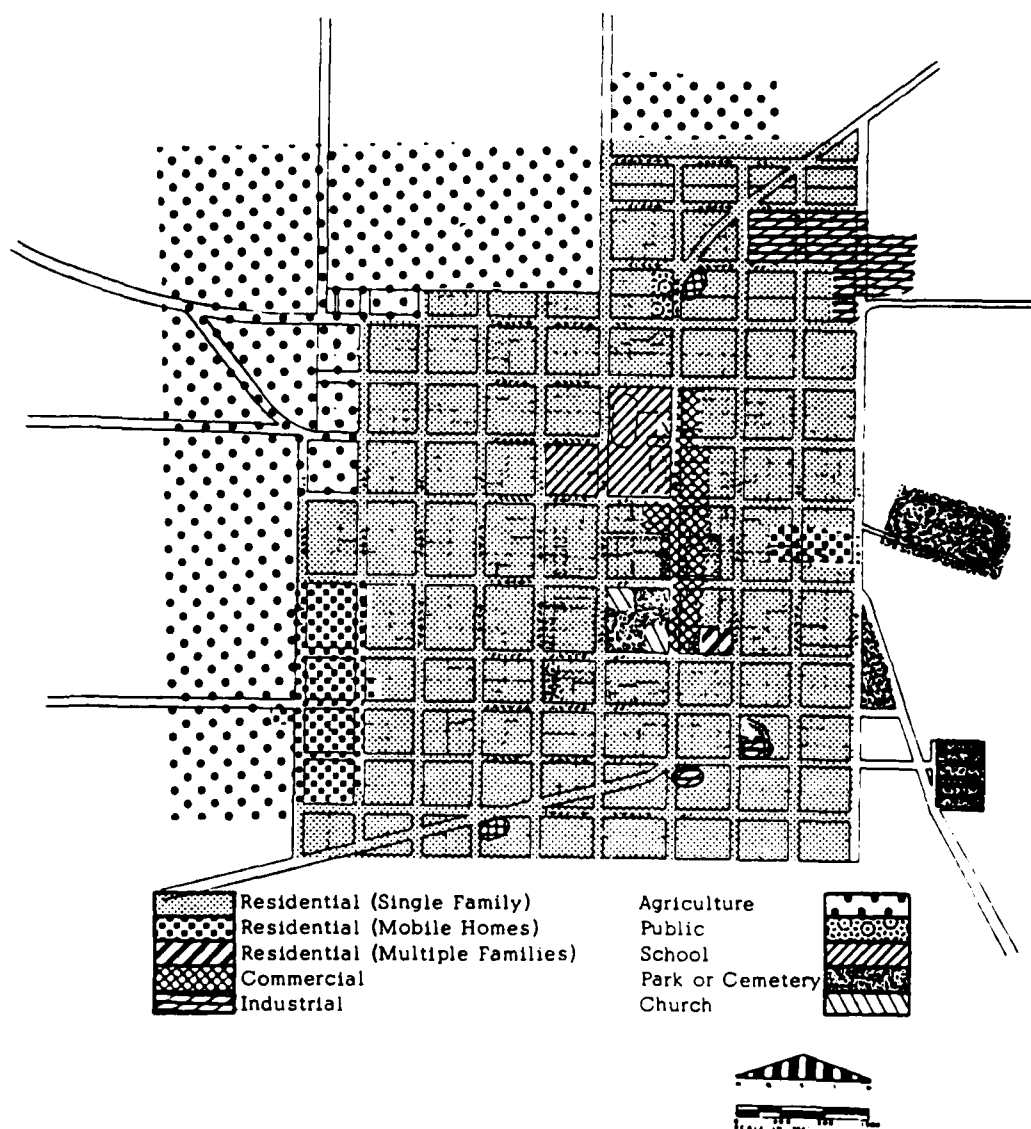 Residential (Single Family)
Residential (Mobile Homes)
Residential (Multiple Families)
Commercial
Industrial
Agriculture
Public
School
Park or Cemetery
Church